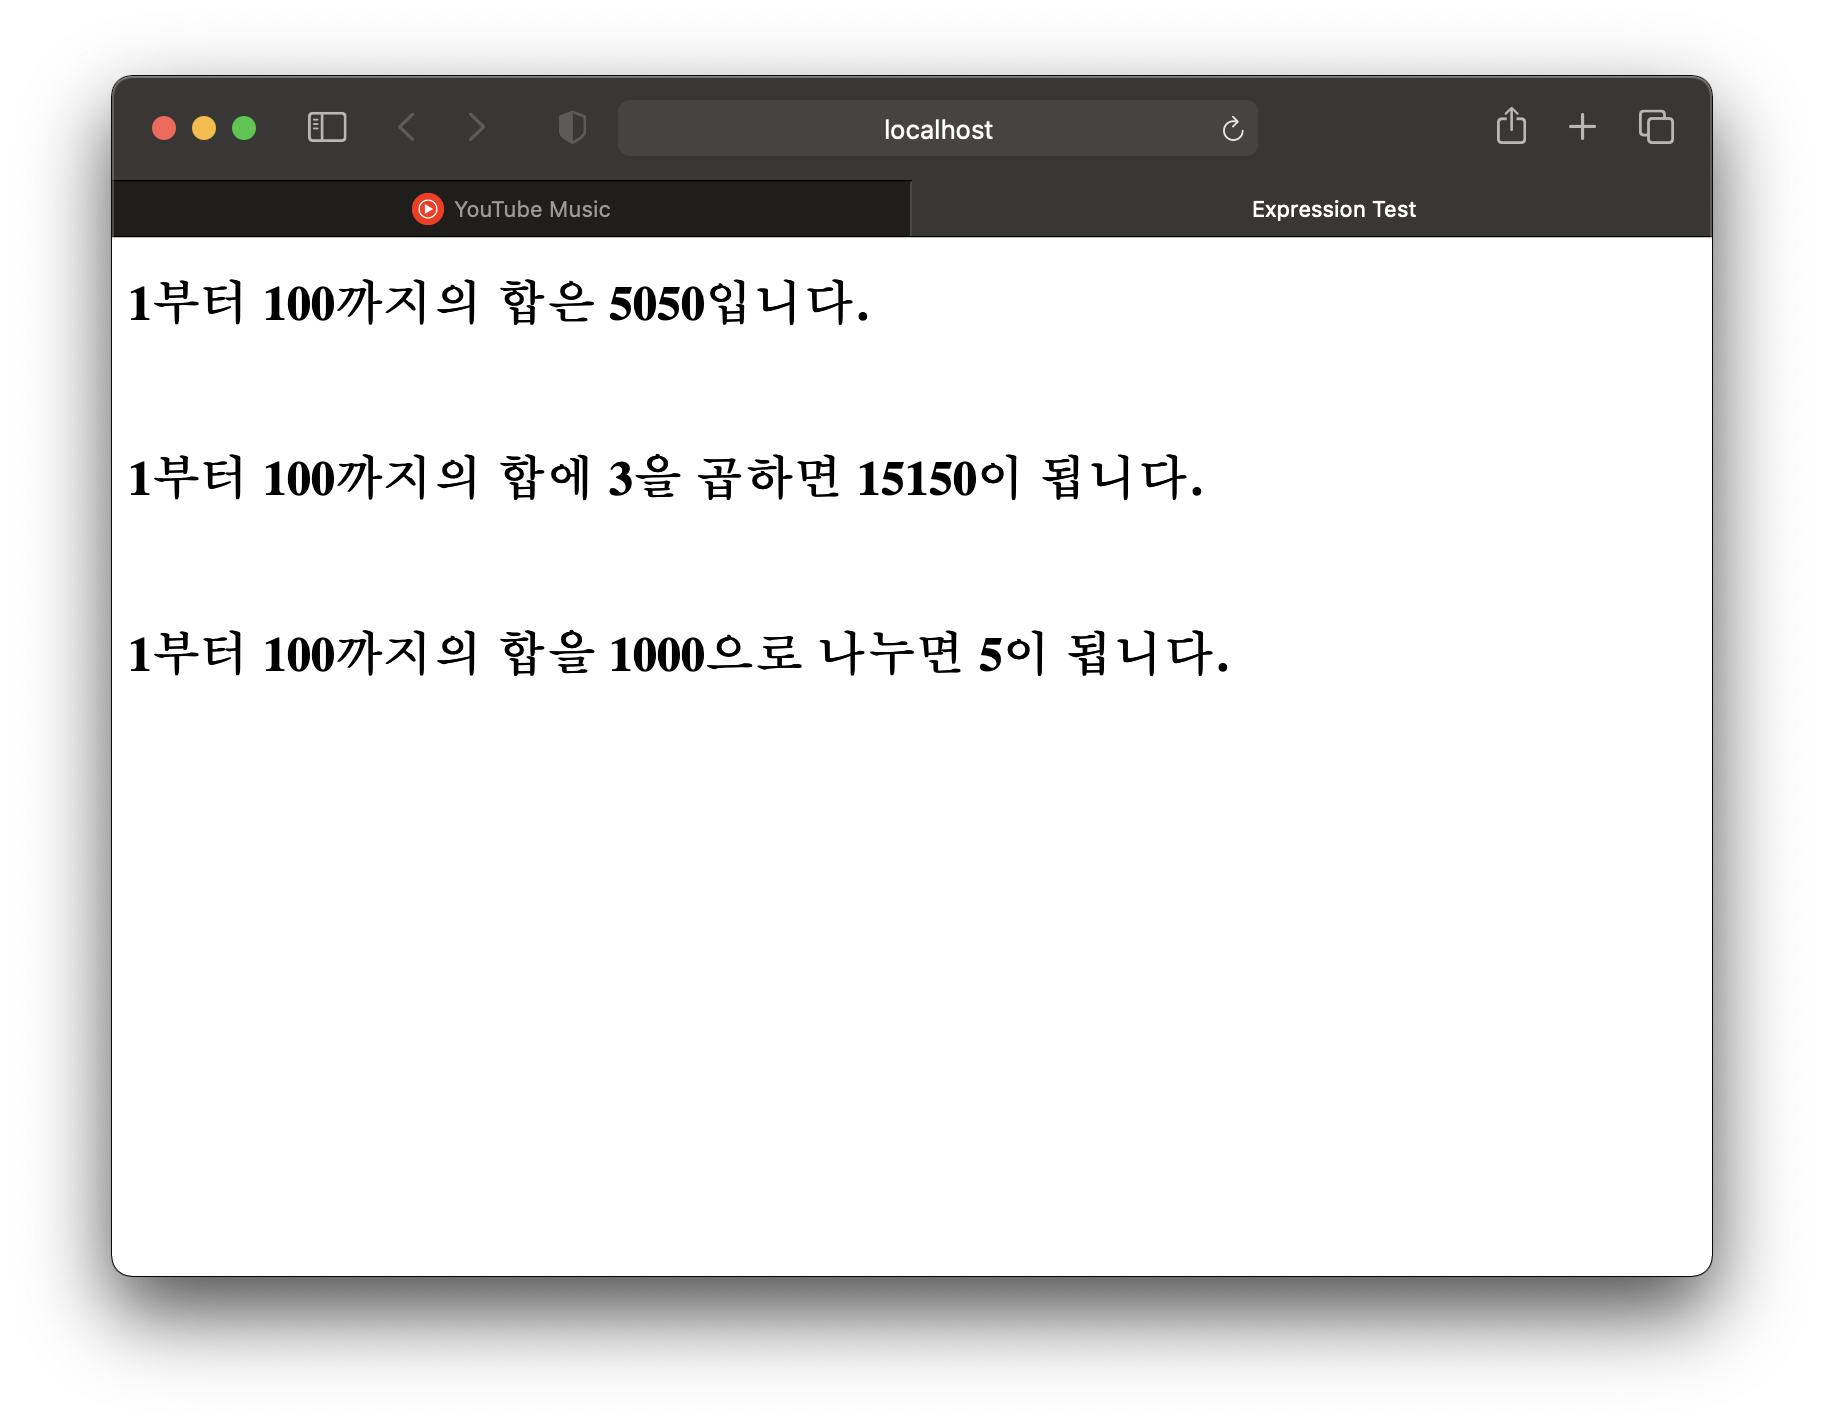 localhost
YouTube Music
Expression Test
1부터 100까지의 합은 5050입니다.
1부터 100까지의 합에 3을 곱하면 15150이 됩니다.
1부터 100까지의 합을 1000으로 나누면 5이 됩니다.